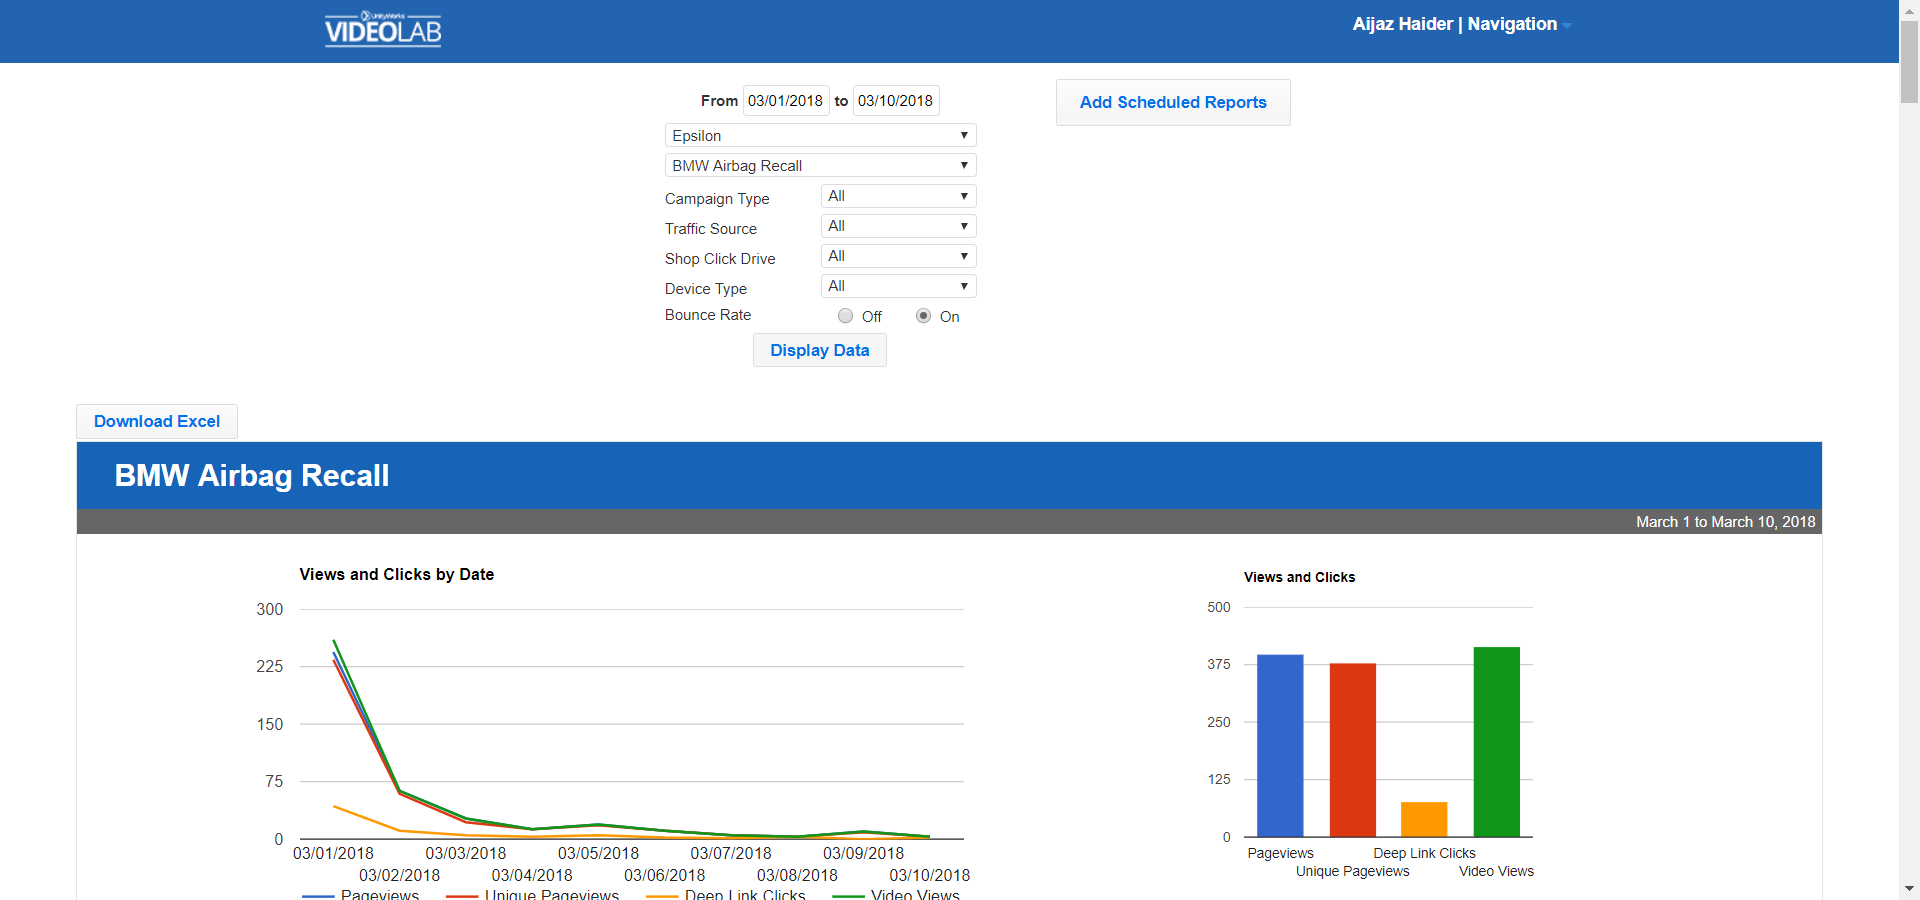 UnityWorks
VIDEOLAB
Aijaz Haider | Navigation
From 03/01/2018 to 03/10/2018
Add Scheduled Reports
Epsilon
BMW Airbag Recall
Campaign Type All
Traffic Source All
Shop Click Drive All
Device Type All
Bounce Rate Off On
Display Data
Download Excel
BMW Airbag Recall
March 1 to March 10, 2018
Views and Clicks by Date
300
225
150
75
0
03/01/2018 03/03/2018 03/05/2018 03/07/2018 03/09/2018
03/02/2018 03/04/2018 03/06/2018 03/08/2018 03/10/2018
Pageviews Unique Pageviews Deep Link Clicks Video Views
Views and Clicks
500
375
250
125
0
Pageviews Deep Link Clicks
Unique Pageviews Video Views